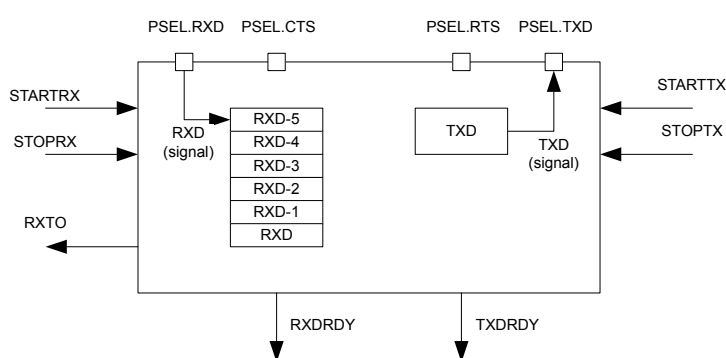 PSEL.RXD PSEL.CTS PSEL.RTS PSEL.TXD
STARTRX
STOPRX
RXTO
RXD
(signal)
RXD-5
RXD-4
RXD-3
RXD-2
RXD-1
RXD
TXD
TXD
(signal)
STARTTX
STOPTX
RXDRDY
TXDRDY